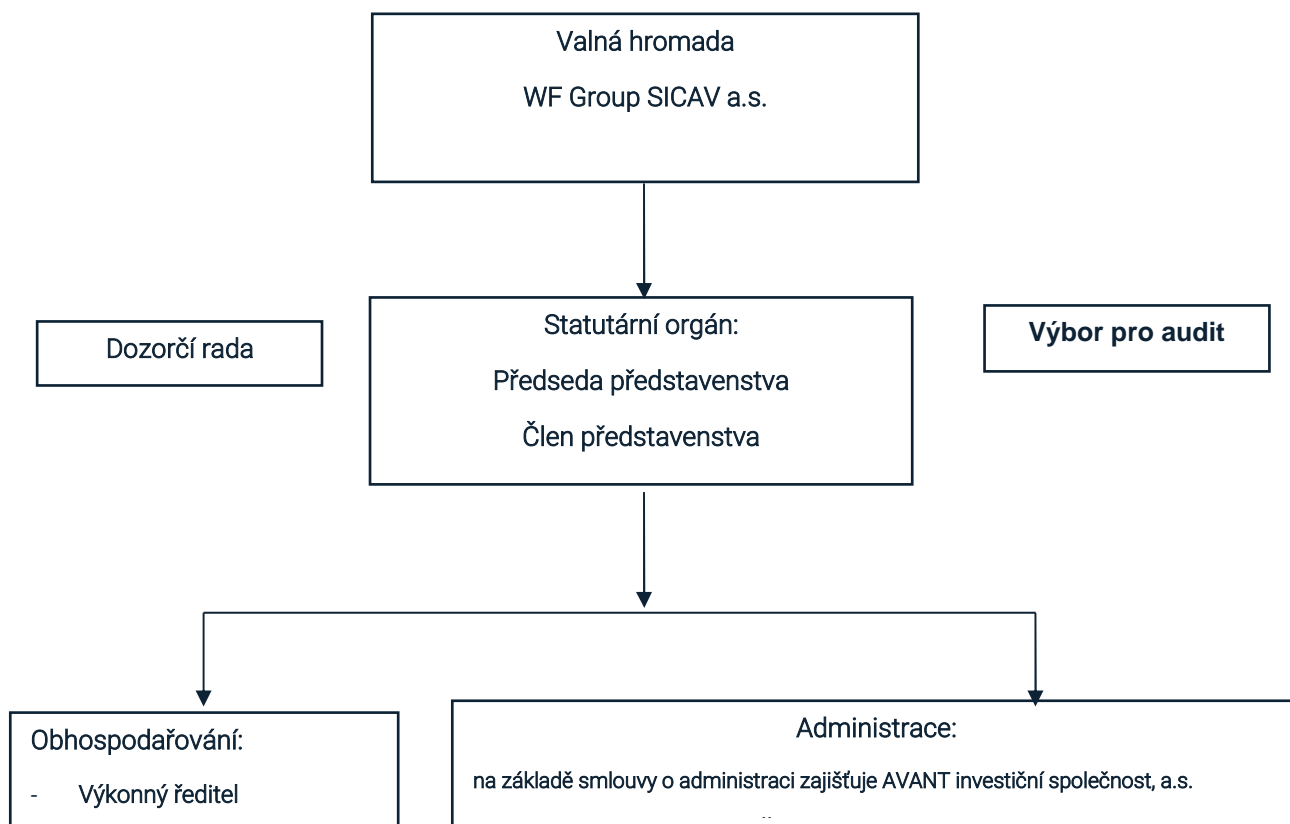 Valná hromada
WF Group SICAV a.s.
Dozorčí rada
Statutární orgán:
Předseda představenstva
Člen představenstva
Výbor pro audit
Obhospodařování:
- Výkonný ředitel
Administrace:
na základě smlouvy o administraci zajišťuje AVANT investiční společnost, a.s.